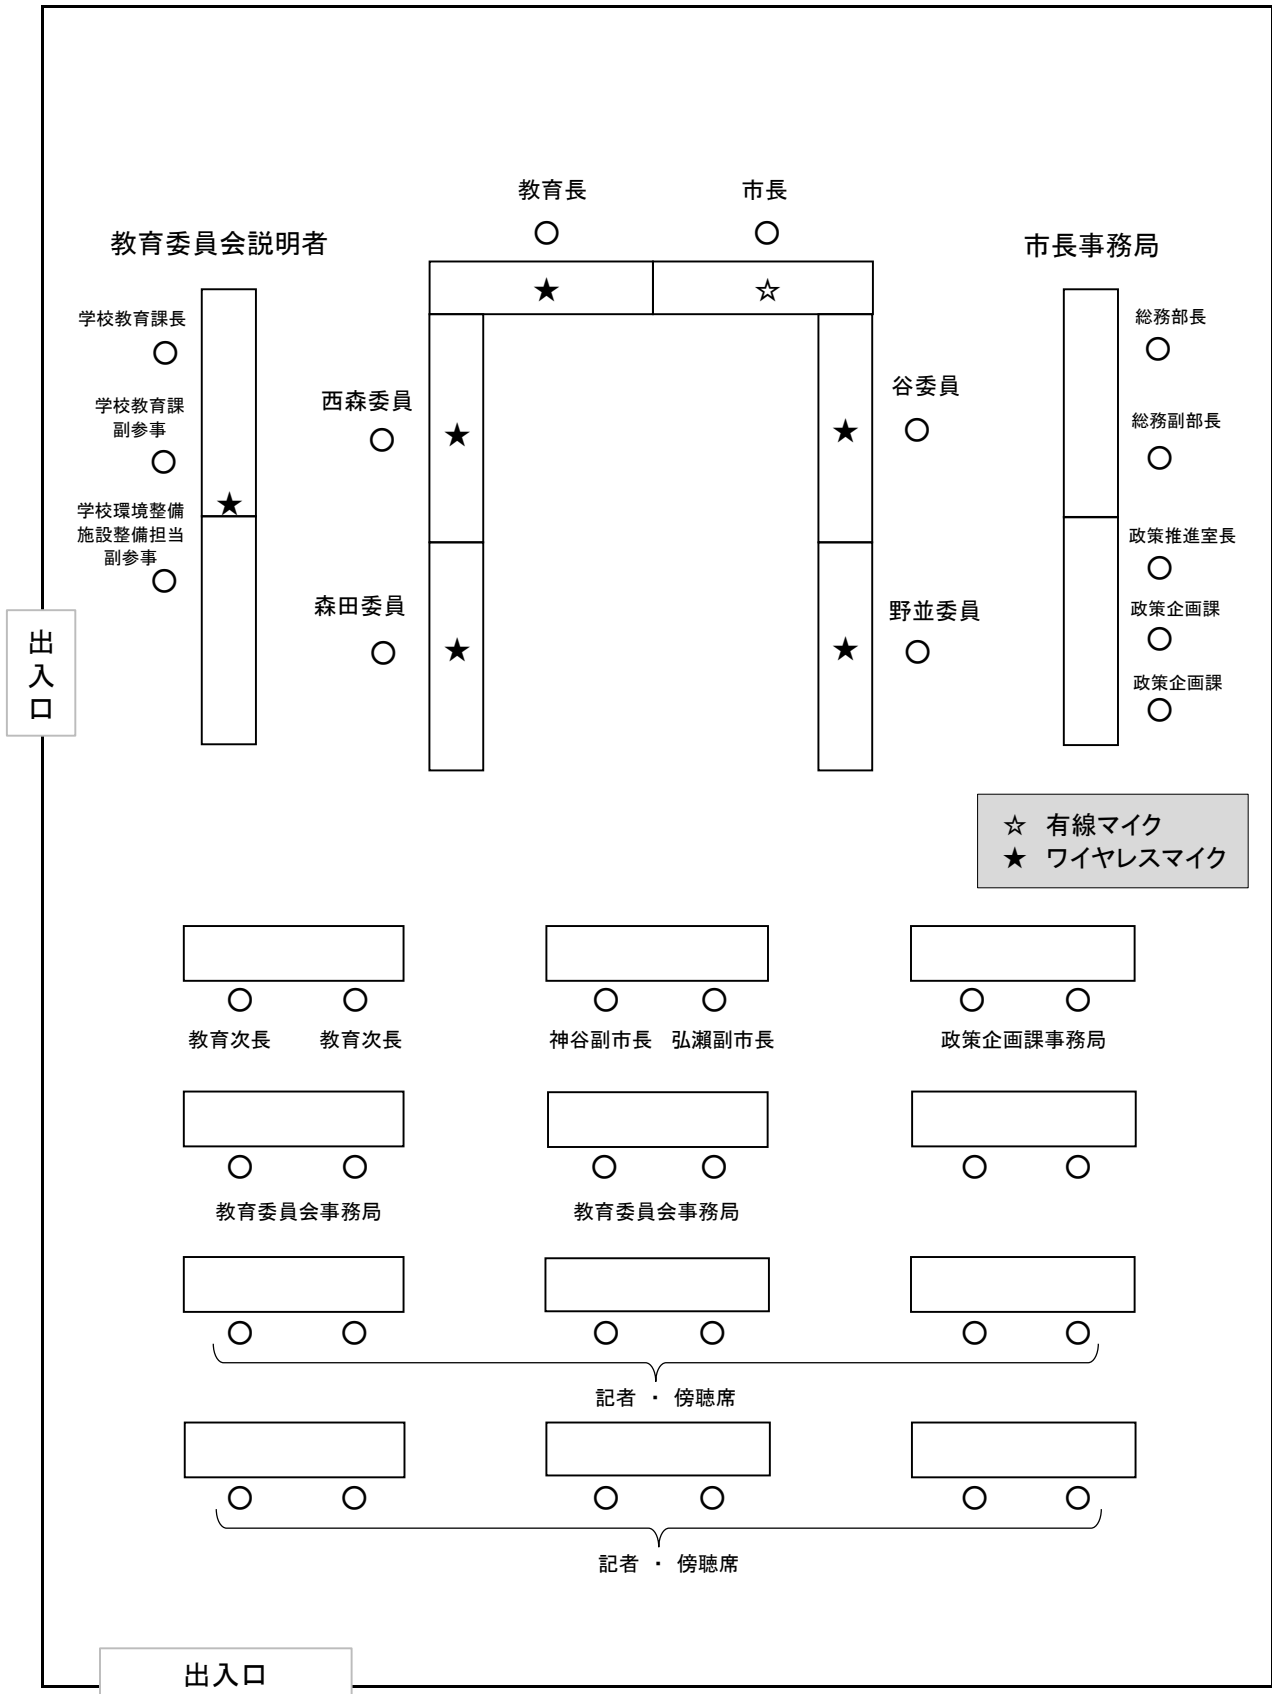 教育長
市長
教育委員会説明者
市長事務局
★
☆
学校教育課長
総務部長
西森委員
谷委員
学校教育課
副参事
総務副部長
★
★
★
学校環境整備
施設整備担当
副参事
政策推進室長
森田委員
野並委員
政策企画課
★
★
政策企画課
出
入
口
☆ 有線マイク
★ ワイヤレスマイク
教育次長
教育次長
神谷副市長
弘瀬副市長
政策企画課事務局
教育委員会事務局
教育委員会事務局
記者 ・ 傍聴席
記者 ・ 傍聴席
出入口